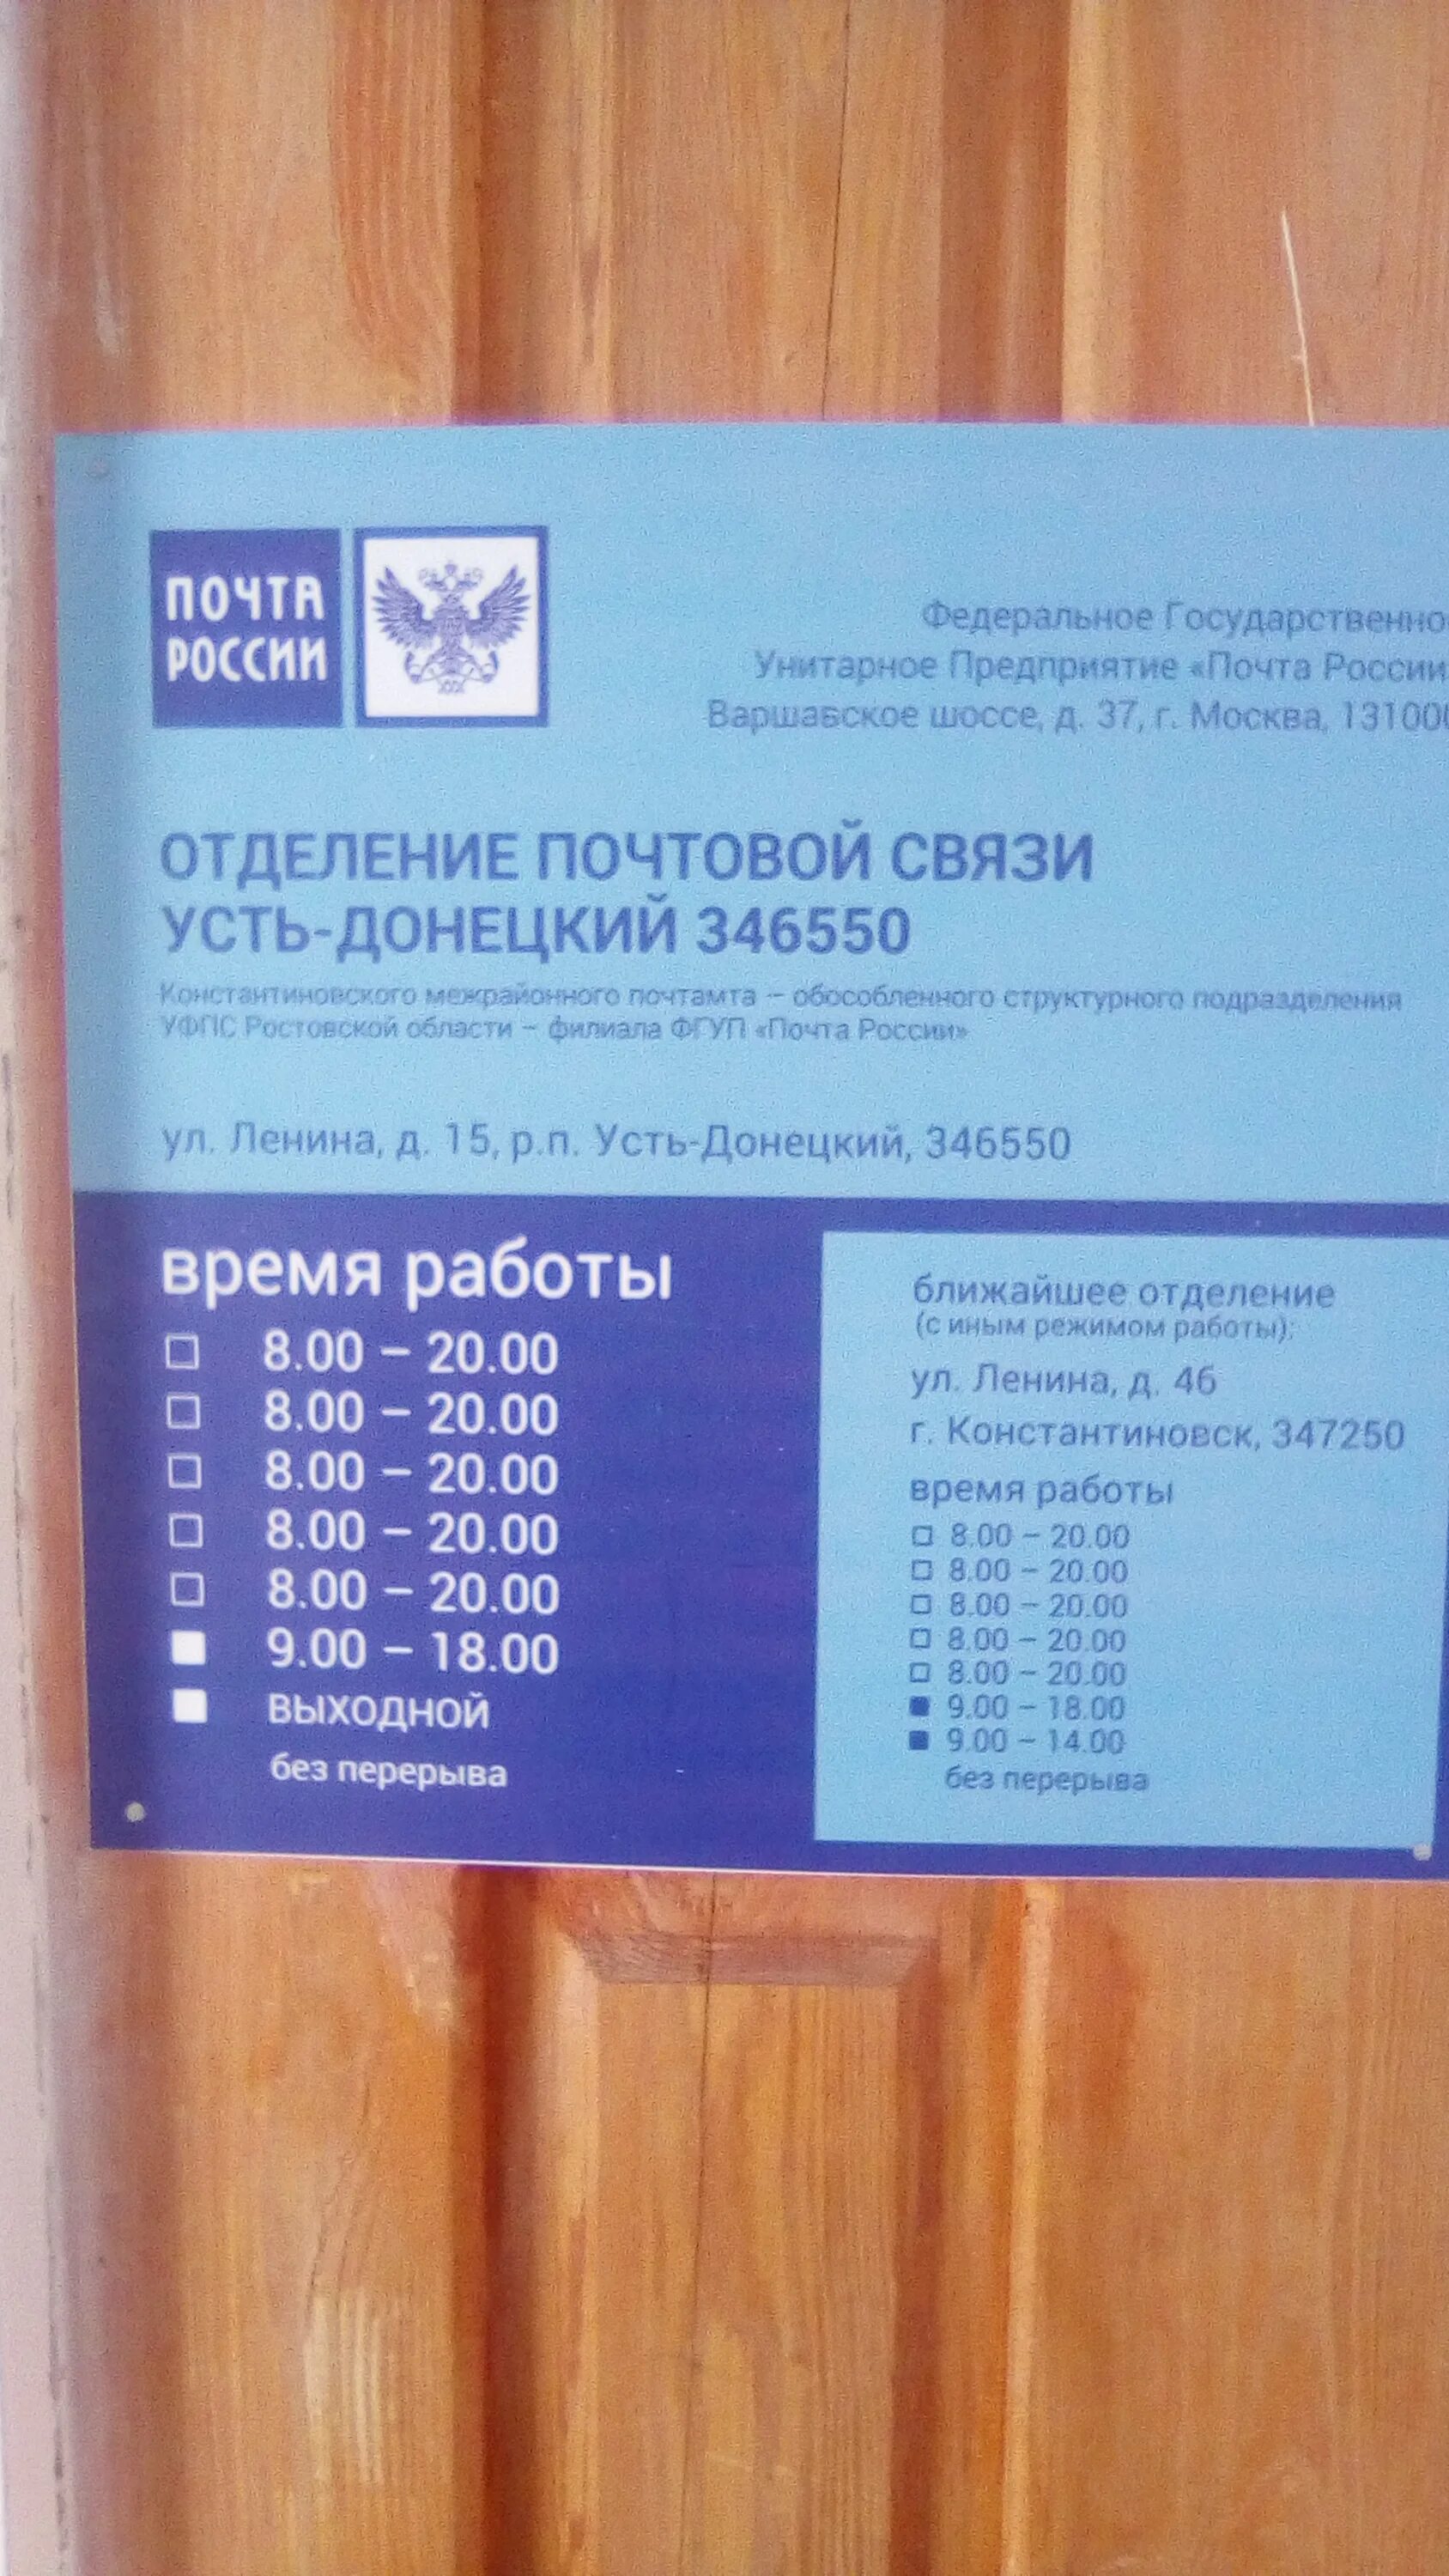 ПОЧТА
РОССИИ
Федеральное Государственно
Унитарное Предприятие «Почта России
Варшавское шоссе, д. 37, г. Москва, 131000
ОТДЕЛЕНИЕ ПОЧТОВОЙ СВЯЗИ
УСТЬ-ДОНЕЦКИЙ 346550
Константиновского межрайонного почтамта – обособленного структурного подразделения
УФПС Ростовской области – филиала ФГУП «Почта России»
ул. Ленина, д. 15, р.п. Усть-Донецкий, 346550
время работы
8.00 – 20.00
8.00 – 20.00
8.00 – 20.00
8.00 – 20.00
8.00 – 20.00
9.00 – 18.00
ВЫХОДНОЙ
без перерыва
ближайшее отделение
(с иным режимом работы):
ул. Ленина, д. 46
г. Константиновск, 347250
время работы
8.00 – 20.00
8.00 – 20.00
8.00 – 20.00
8.00 – 20.00
8.00 – 20.00
9.00 – 18.00
9.00 – 14.00
без перерыва